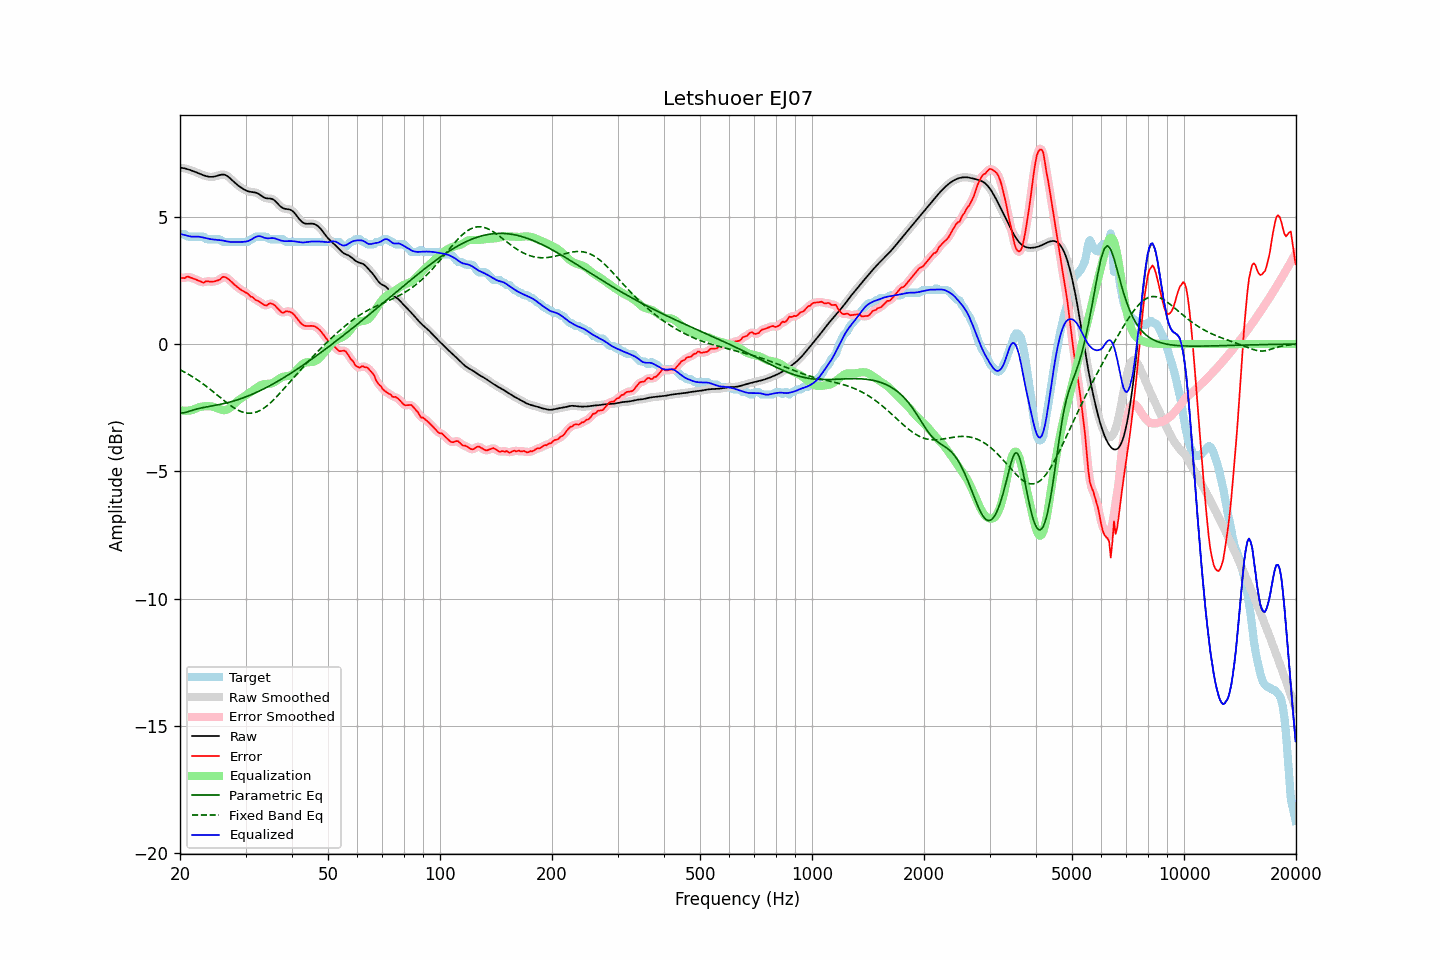 Letshuoer EJ07
Amplitude (dBr)
5
0
−5
−10
−15
−20
Target
Raw Smoothed
Error Smoothed
Raw
Error
Equalization
Parametric Eq
Fixed Band Eq
Equalized
20 50 100 200 500 1000 2000 5000 10000 20000
Frequency (Hz)